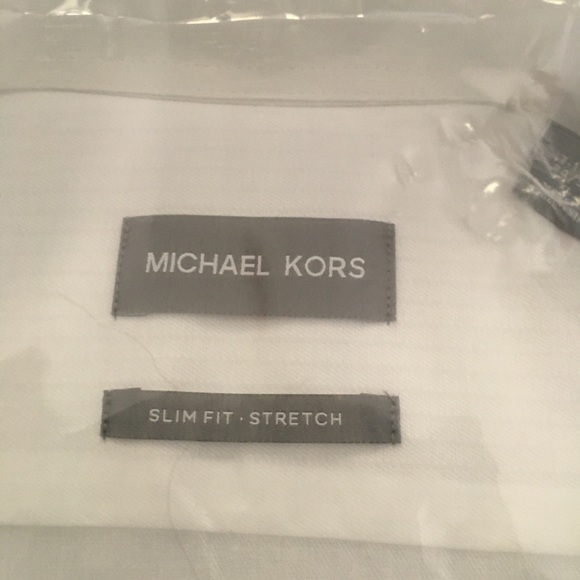 MICHAEL KORS
SLIM FIT · STRETCH